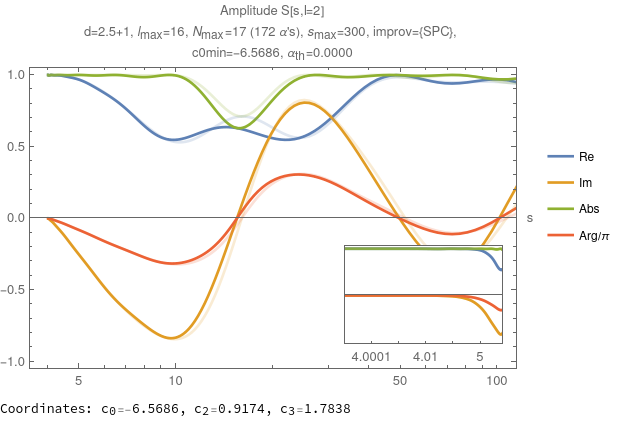 Amplitude S[s,l=2]
d=2.5+1, lmax=16, Nmax=17 (172 α's), smax=300, improv={SPC},
c0min=−6.5686, αth=0.0000
1.0
0.5
0.0
−0.5
−1.0
s
Re
Im
Abs
Arg/π
4.0001 4.01 5
5 10 50 100
Coordinates: c0=−6.5686, c2=0.9174, c3=1.7838